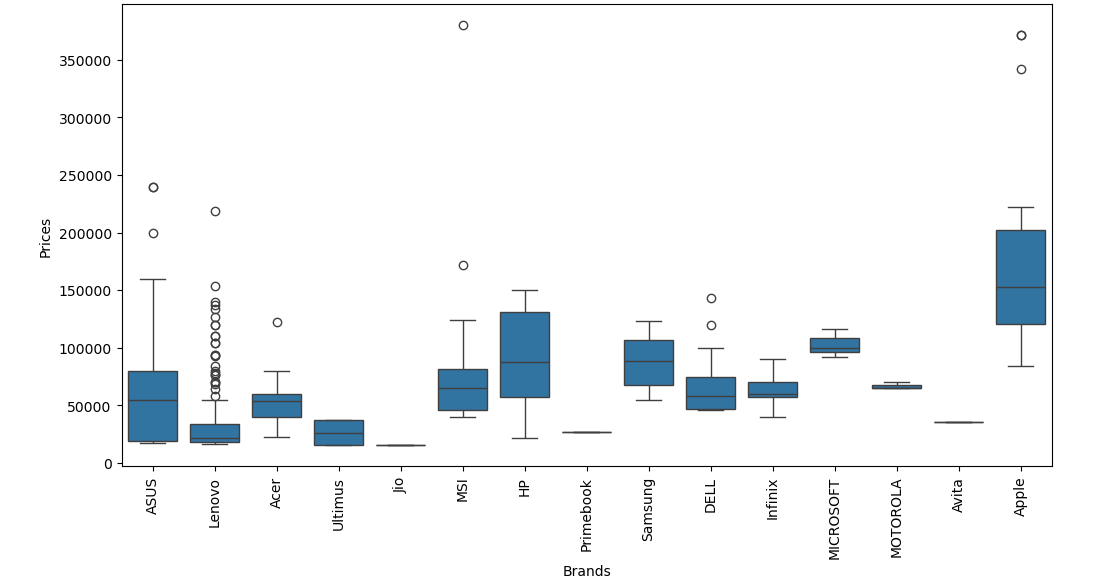 350000
300000
250000
200000
150000
100000
50000
0
Prices
ASUS
Lenovo
Acer
Ultimus
Jio
MSI
HP
Primebook
Samsung
DELL
Infinix
MICROSOFT
MOTOROLA
Avita
Apple
Brands